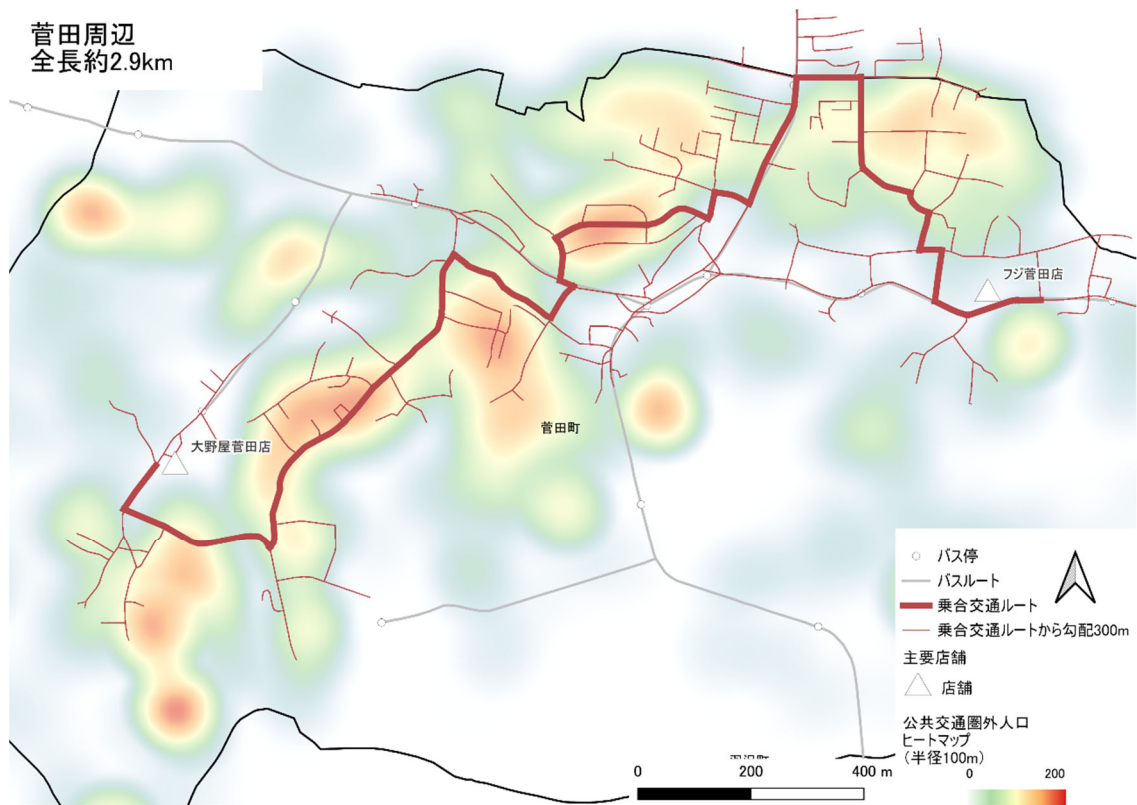 菅田周辺
全長約2.9km
フジ菅田店
菅田町
大野屋菅田店
バス停
バスルート
乗合交通ルート
乗合交通ルートから勾配300m
主要店舗
店舗
公共交通圏外人口
ヒートマップ
(半径100m)
0 200
0 200 400 m